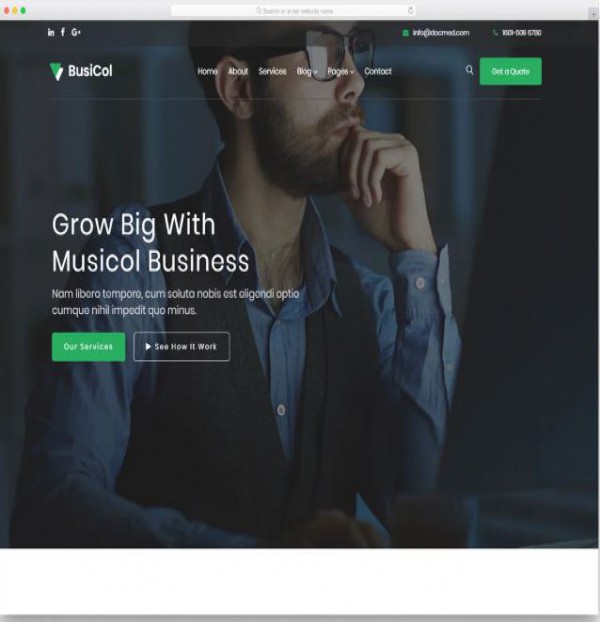 Search or enter website name
in f G+ info@docmed.com 1601-609 6780
BusiCol Home About Services Blog Pages Contact Get a Quote
Grow Big With
Musicol Business
Nam libero tempore, cum soluta nobis est eligendi optio
cumque nihil impedit quo minus.
Our Services See How It Work